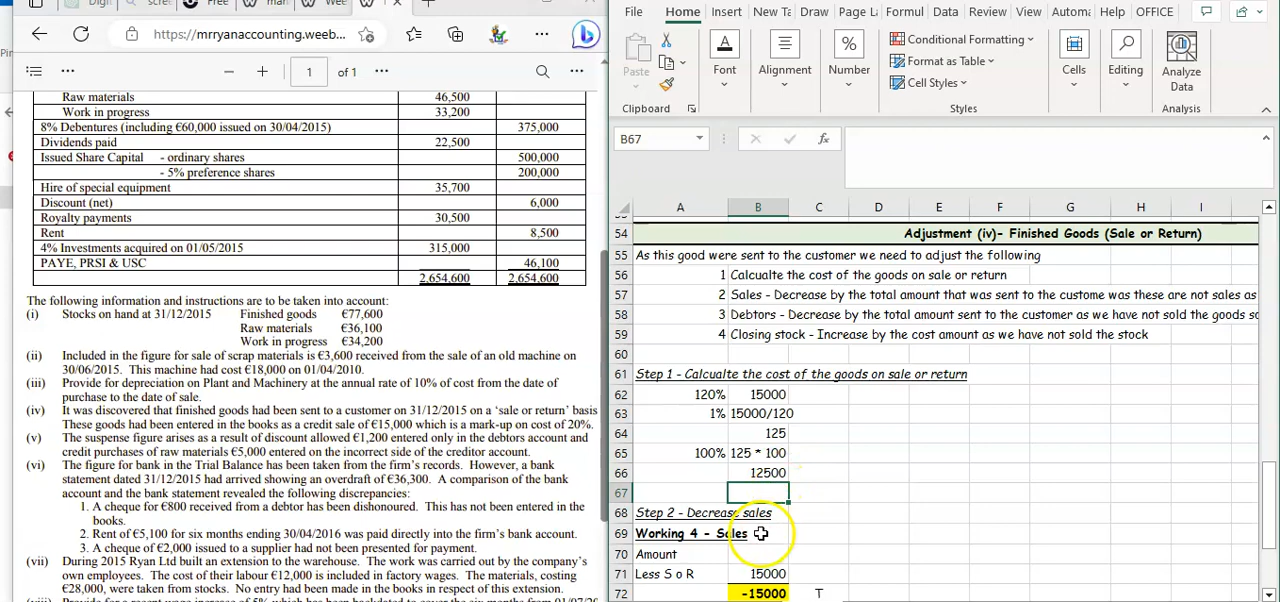 Digit
scre
Free
mar
Wee
https://mrryanaccounting.weeb...
1 of 1
Raw materials 46,500
Work in progress 33,200
8% Debentures (including €60,000 issued on 30/04/2015) 375,000
Dividends paid 22,500
Issued Share Capital - ordinary shares 500,000
- 5% preference shares 200,000
Hire of special equipment 35,700
Discount (net) 6,000
Royalty payments 30,500
Rent 8,500
4% Investments acquired on 01/05/2015 315,000
PAYE, PRSI & USC 46,100
2,654,600 2,654,600
The following information and instructions are to be taken into account:
(i) Stocks on hand at 31/12/2015 Finished goods €77,600
Raw materials €36,100
Work in progress €34,200
(ii) Included in the figure for sale of scrap materials is €3,600 received from the sale of an old machine on
30/06/2015. This machine had cost €18,000 on 01/04/2010.
(iii) Provide for depreciation on Plant and Machinery at the annual rate of 10% of cost from the date of
purchase to the date of sale.
(iv) It was discovered that finished goods had been sent to a customer on 31/12/2015 on a 'sale or return' basis
These goods had been entered in the books as a credit sale of €15,000 which is a mark-up on cost of 20%.
(v) The suspense figure arises as a result of discount allowed €1,200 entered only in the debtors account and
credit purchases of raw materials €5,000 entered on the incorrect side of the creditor account.
(vi) The figure for bank in the Trial Balance has been taken from the firm's records. However, a bank
statement dated 31/12/2015 had arrived showing an overdraft of €36,300. A comparison of the bank
account and the bank statement revealed the following discrepancies:
1. A cheque for €800 received from a debtor has been dishonoured. This has not been entered in the
books.
2. Rent of €5,100 for six months ending 30/04/2016 was paid directly into the firm's bank account.
3. A cheque of €2,000 issued to a supplier had not been presented for payment.
(vii) During 2015 Ryan Ltd built an extension to the warehouse. The work was carried out by the company's
own employees. The cost of their labour €12,000 is included in factory wages. The materials, costing
€28,000, were taken from stocks. No entry had been made in the books in respect of this extension.
File Home Insert New Ta Draw Page L Formul Data Review View Automa Help OFFICE
Paste
Font
Alignment
Number
Conditional Formatting
Format as Table
Cell Styles
Cells
Editing
Analyze
Data
Clipboard
Styles
Analysis
B67
fx
A B C D E F G H I
54 Adjustment (iv)- Finished Goods (Sale or Return)
55 As this good were sent to the customer we need to adjust the following
56 1 Calcualte the cost of the goods on sale or return
57 2 Sales - Decrease by the total amount that was sent to the custome was these are not sales as
58 3 Debtors - Decrease by the total amount sent to the customer as we have not sold the goods so
59 4 Closing stock - Increase by the cost amount as we have not sold the stock
60
61 Step 1 - Calcualte the cost of the goods on sale or return
62 120% 15000
63 1% 15000/120
64 125
65 100% 125 * 100
66 12500
67
68 Step 2 - Decrease sales
69 Working 4 - Sales
70 Amount
71 Less S o R 15000
72 -15000 T